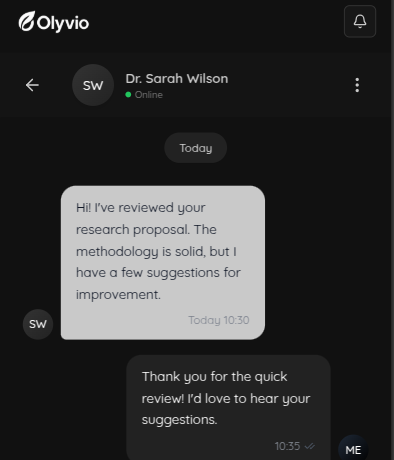 Olyvio
SW
Dr. Sarah Wilson
Online
Today
Hi! I've reviewed your
research proposal. The
methodology is solid, but I
have a few suggestions for
improvement.
Today 10:30
SW
Thank you for the quick
review! I'd love to hear your
suggestions.
10:35
ME